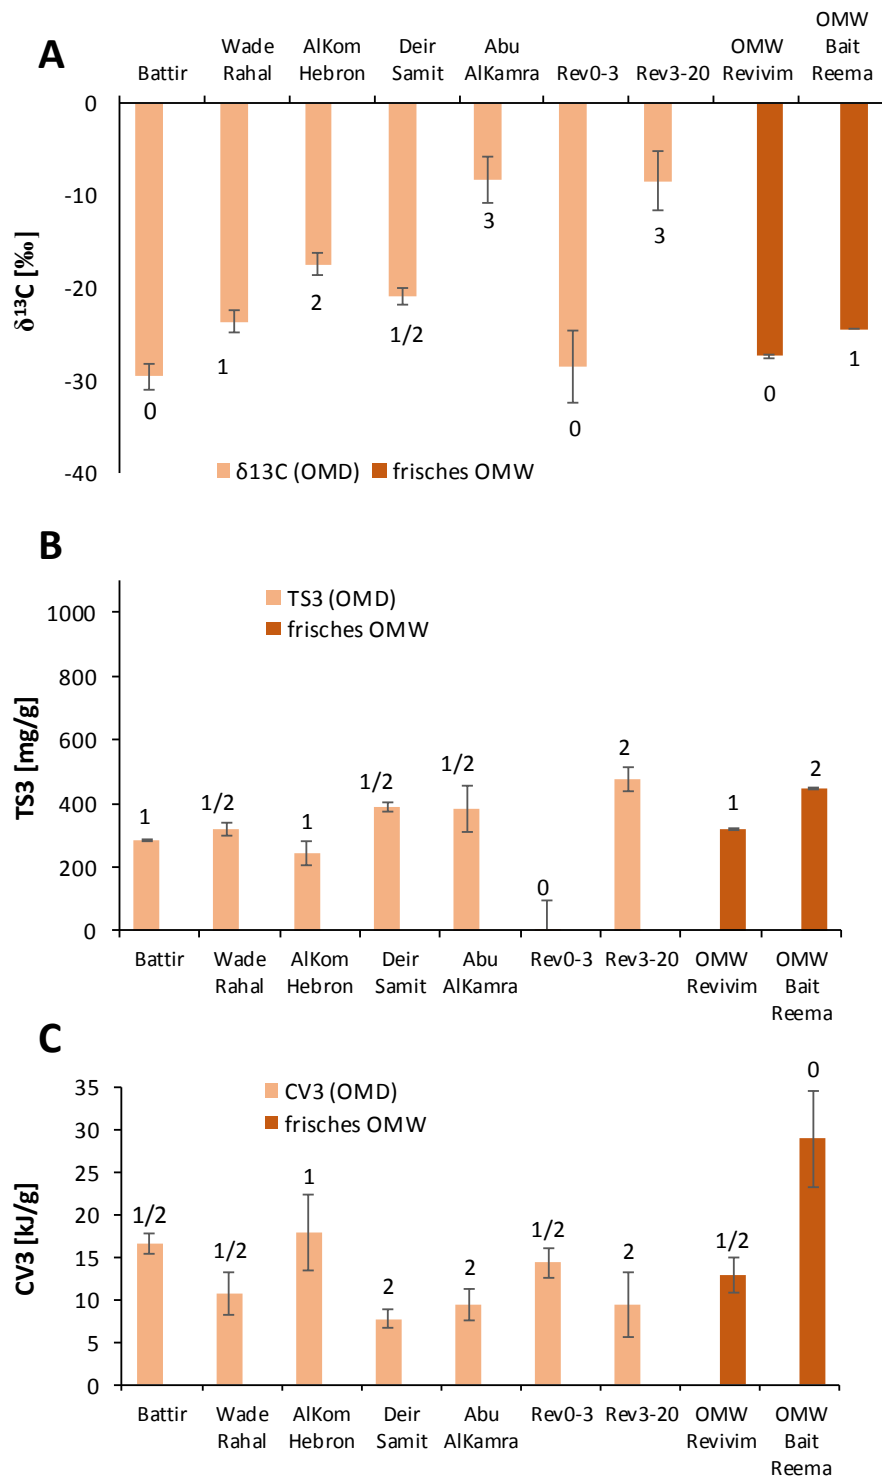 A
Battir
Wade
Rahal
AlKom
Hebron
Deir
Samit
Abu
AlKamra
Rev0-3
Rev3-20
OMW
Revivim
OMW
Bait
Reema
0
-10
-20
-30
-40
δ¹³C [‰]
0
1
2
1/2
3
0
3
0
1
δ13C (OMD)
frisches OMW
B
TS3 (OMD)
frisches OMW
1000
800
600
400
200
0
TS3 [mg/g]
1
1/2
1
1/2
1/2
0
2
1
2
Battir
Wade
Rahal
AlKom
Hebron
Deir
Samit
Abu
AlKamra
Rev0-3
Rev3-20
OMW
Revivim
OMW
Bait
Reema
C
CV3 (OMD)
frisches OMW
35
30
25
20
15
10
5
0
CV3 [kJ/g]
1/2
1/2
1
2
2
1/2
2
1/2
0
Battir
Wade
Rahal
AlKom
Hebron
Deir
Samit
Abu
AlKamra
Rev0-3
Rev3-20
OMW
Revivim
OMW
Bait
Reema